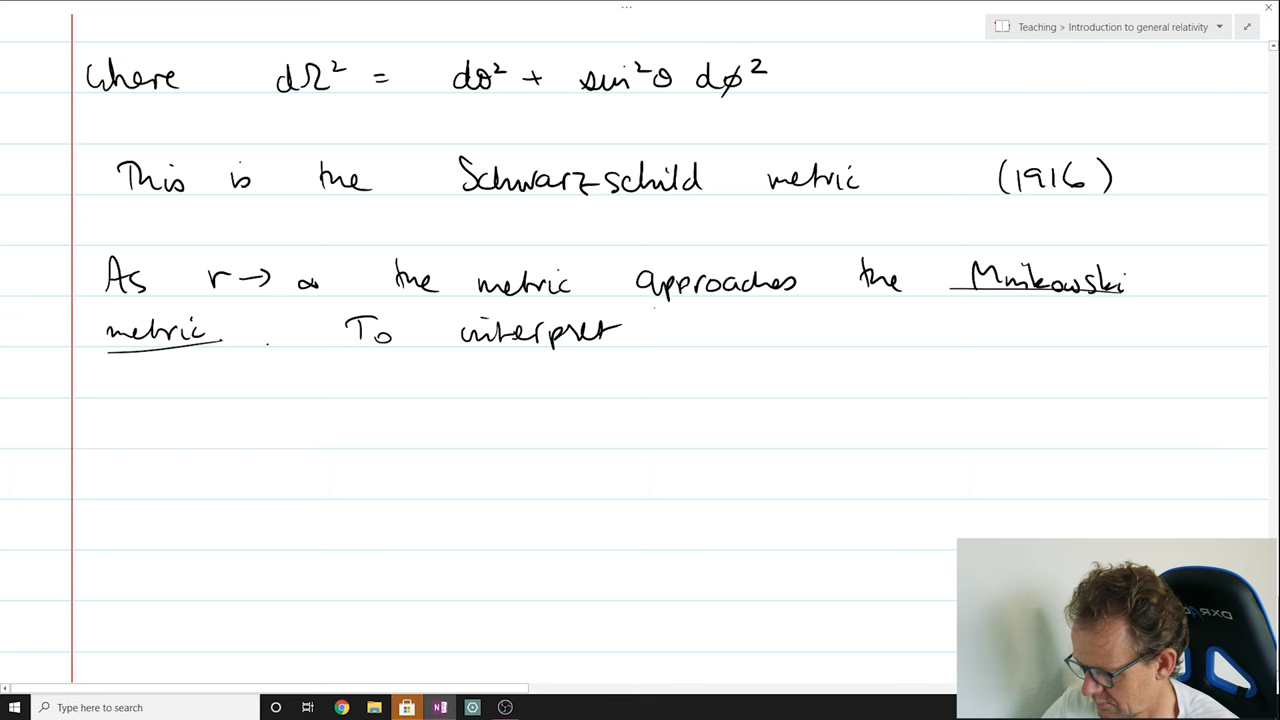 Teaching > Introduction to general relativity
where dΩ² = dθ² + sin²θ dϕ²
This is the Schwarzschild metric (1916)
As r → ∞ the metric approaches the Minkowski
metric. To interpret
DXR
Type here to search